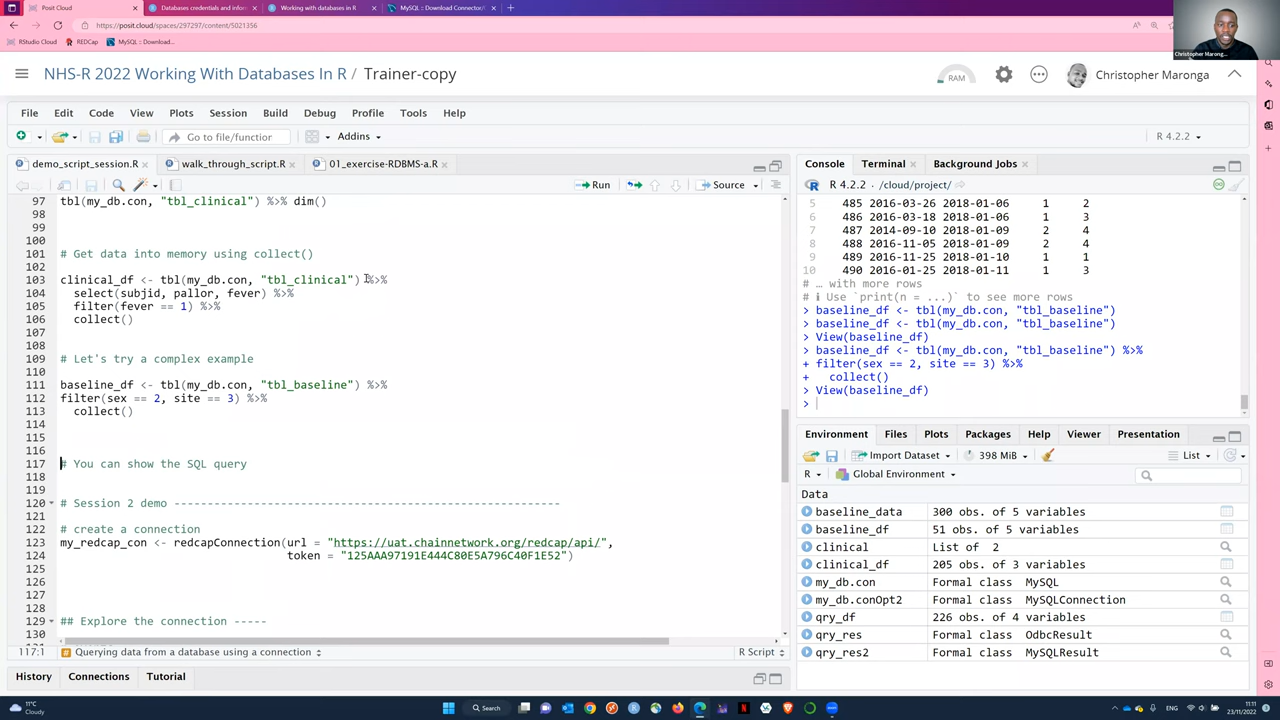 Posit Cloud
Databases credentials and infor
Working with databases in R
MySQL :: Download Connector/
https://posit.cloud/spaces/297297/content/5021356
RStudio Cloud
REDCap
MySQL :: Download...
Christopher Marong...
NHS-R 2022 Working With Databases In R / Trainer-copy
RAM
Christopher Maronga
File Edit Code View Plots Session Build Debug Profile Tools Help
Go to file/function
Addins
R 4.2.2
demo_script_session.R
walk_through_script.R
01_exercise-RDBMS-a.R
Run
Source
97 tbl(my_db.con, "tbl_clinical") %>% dim()
98
99
100
101 # Get data into memory using collect()
102
103 clinical_df <- tbl(my_db.con, "tbl_clinical") %>%
104 select(subjid, pallor, fever) %>%
105 filter(fever == 1) %>%
106 collect()
107
108
109 # Let's try a complex example
110
111 baseline_df <- tbl(my_db.con, "tbl_baseline") %>%
112 filter(sex == 2, site == 3) %>%
113 collect()
114
115
116
117 # You can show the SQL query
118
119
120 # Session 2 demo ----------------------------------------------------------
121
122 # create a connection
123 my_redcap_con <- redcapConnection(url = "https://uat.chainnetwork.org/redcap/api/",
124 token = "125AAA97191E444C80E5A796C40F1E52")
125
126
127
128
129 ## Explore the connection -----
130
117:1
Querying data from a database using a connection
R Script
History Connections Tutorial
Console Terminal Background Jobs
R 4.2.2 · /cloud/project/
5 485 2016-03-26 2018-01-06 1 2
6 486 2016-03-18 2018-01-06 1 3
7 487 2014-09-10 2018-01-09 2 4
8 488 2016-11-05 2018-01-09 2 4
9 489 2016-11-25 2018-01-10 1 1
10 490 2016-01-25 2018-01-11 1 3
# … with more rows
# ℹ Use `print(n = ...)` to see more rows
> baseline_df <- tbl(my_db.con, "tbl_baseline")
> baseline_df <- tbl(my_db.con, "tbl_baseline")
> View(baseline_df)
> baseline_df <- tbl(my_db.con, "tbl_baseline") %>%
+ filter(sex == 2, site == 3) %>%
+ collect()
> View(baseline_df)
>
Environment Files Plots Packages Help Viewer Presentation
Import Dataset
398 MiB
List
R
Global Environment
Data
baseline_data 300 obs. of 5 variables
baseline_df 51 obs. of 5 variables
clinical List of 2
clinical_df 205 obs. of 3 variables
my_db.con Formal class MySQL
my_db.conOpt2 Formal class MySQLConnection
qry_df 226 obs. of 4 variables
qry_res Formal class OdbcResult
qry_res2 Formal class MySQLResult
11°C
Cloudy
Search
ENG
11:11
23/11/2022